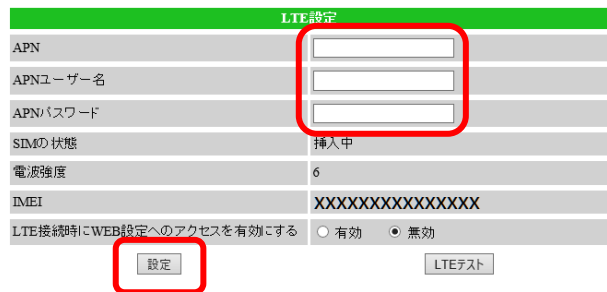 LTE設定
APN
APNユーザー名
APNパスワード
SIMの状態 挿入中
電波強度 6
IMEI XXXXXXXXXXXXXXX
LTE接続時にWEB設定へのアクセスを有効にする 有効 無効
設定 LTEテスト